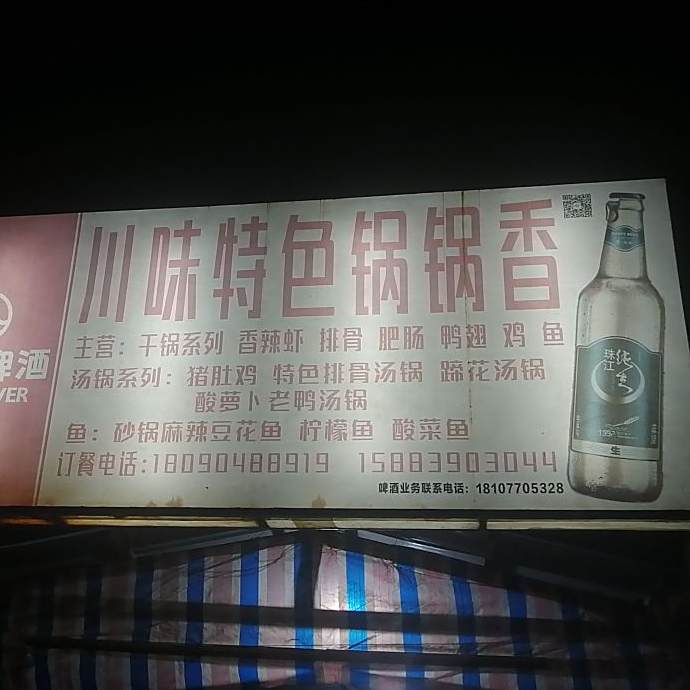 川味特色锅锅香
主营：干锅系列 香辣虾 排骨 肥肠 鸭翅 鸡 鱼
汤锅系列：猪肚鸡 特色排骨汤锅 蹄花汤锅
酸萝卜老鸭汤锅
鱼：砂锅麻辣豆花鱼 柠檬鱼 酸菜鱼
订餐电话:18090488919 15883903044
啤酒业务联系电话：18107705328
啤酒
VER
珠江
纯生
1997
生